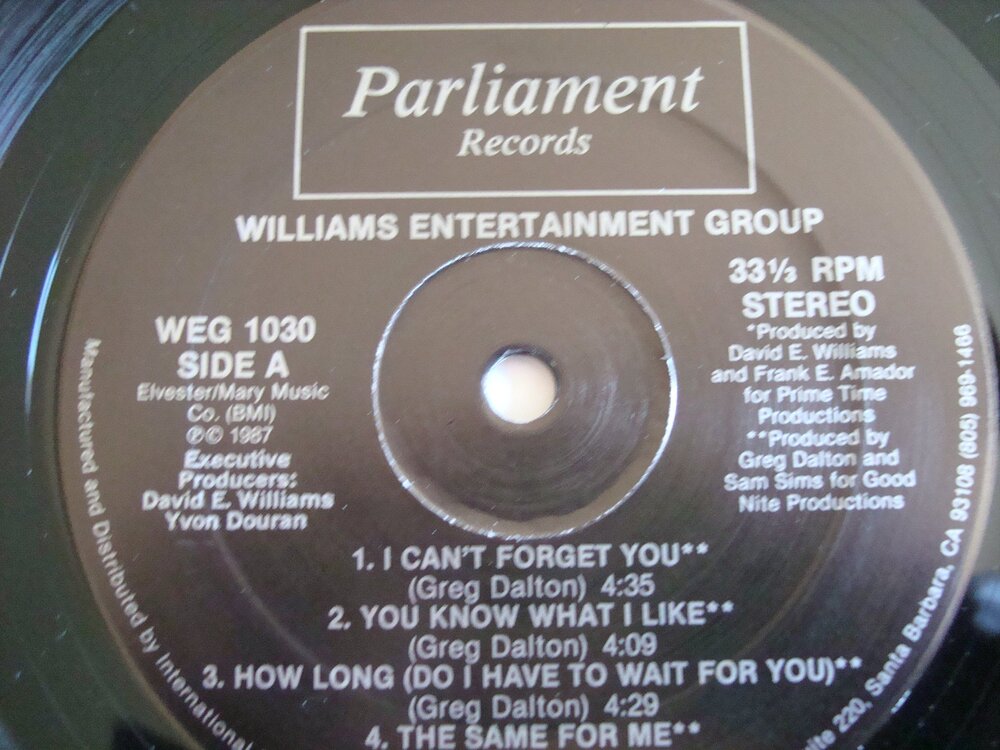 Parliament
Records
WILLIAMS ENTERTAINMENT GROUP
WEG 1030
SIDE A
Elvester/Mary Music
Co. (BMI)
℗© 1987
Executive
Producers:
David E. Williams
Yvon Douran
33⅓ RPM
STEREO
*Produced by
David E. Williams
and Frank E. Amador
for Prime Time
Productions
**Produced by
Greg Dalton and
Sam Sims for Good
Nite Productions
1. I CAN'T FORGET YOU**
(Greg Dalton) 4:35
2. YOU KNOW WHAT I LIKE**
(Greg Dalton) 4:09
3. HOW LONG (DO I HAVE TO WAIT FOR YOU)**
(Greg Dalton) 4:29
4. THE SAME FOR ME**
Manufactured and Distributed by International
220, Santa Barbara, CA 93108 (805) 969-1466